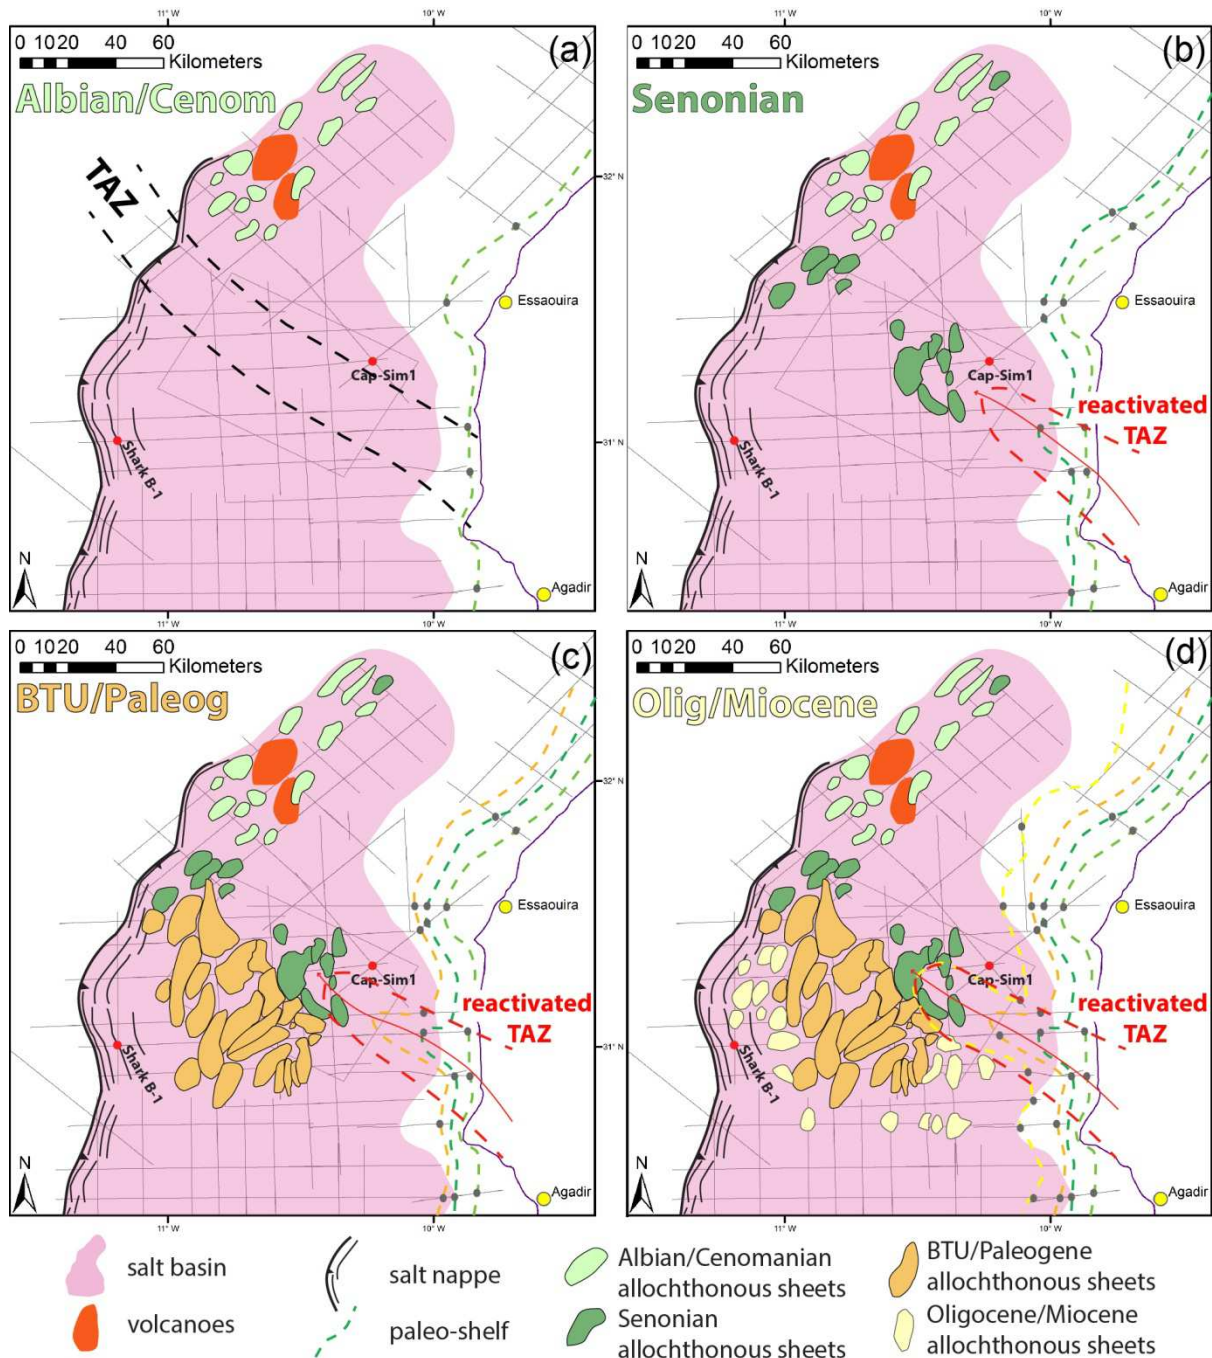 11° W 10° W
0 10 20 40 60
Kilometers
(a)
Albian/Cenom
TAZ
32° N
Essaouira
Cap-Sim1
31° N
Shark B-1
N
Agadir
11° W 10° W
0 10 20 40 60
Kilometers
(b)
Senonian
Essaouira
Cap-Sim1
reactivated
TAZ
Shark B-1
N
Agadir
11° W 10° W
0 10 20 40 60
Kilometers
(c)
BTU/Paleog
32° N
Essaouira
Cap-Sim1
reactivated
TAZ
31° N
Shark B-1
N
Agadir
11° W 10° W
0 10 20 40 60
Kilometers
(d)
Olig/Miocene
Essaouira
Cap-Sim1
reactivated
TAZ
Shark B-1
N
Agadir
11° W 10° W
salt basin
volcanoes
salt nappe
paleo-shelf
Albian/Cenomanian
allochthonous sheets
Senonian
allochthonous sheets
BTU/Paleogene
allochthonous sheets
Oligocene/Miocene
allochthonous sheets